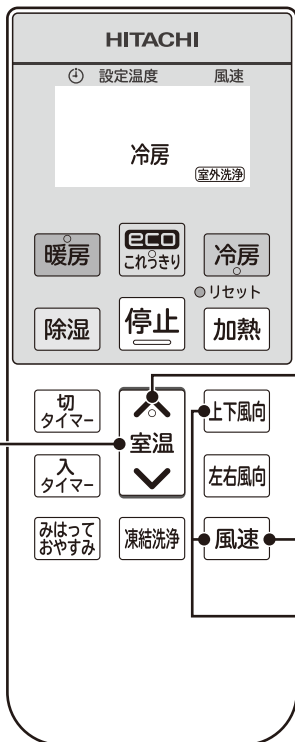 HITACHI
設定温度 風速
冷房
室外洗浄
暖房
eco
これっきり
冷房
リセット
除湿
停止
加熱
切
タイマー
室温
上下風向
入
タイマー
左右風向
みはって
おやすみ
凍結洗浄
風速